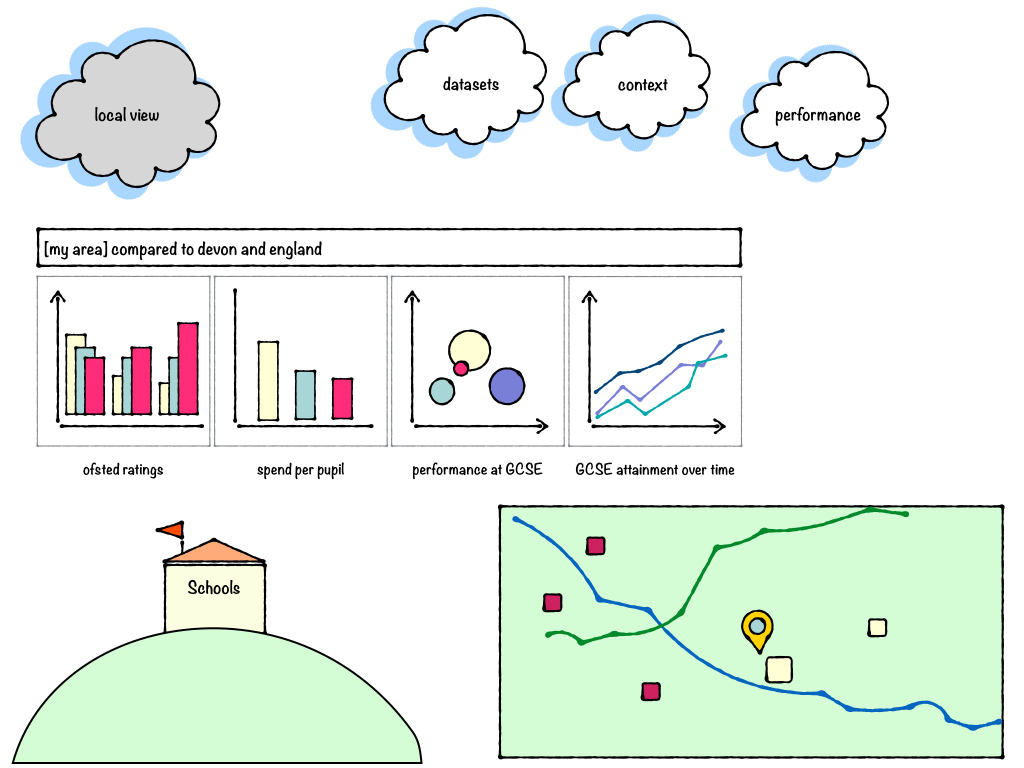 local view
datasets
context
performance
[my area] compared to devon and england
ofsted ratings
spend per pupil
performance at GCSE
GCSE attainment over time
Schools